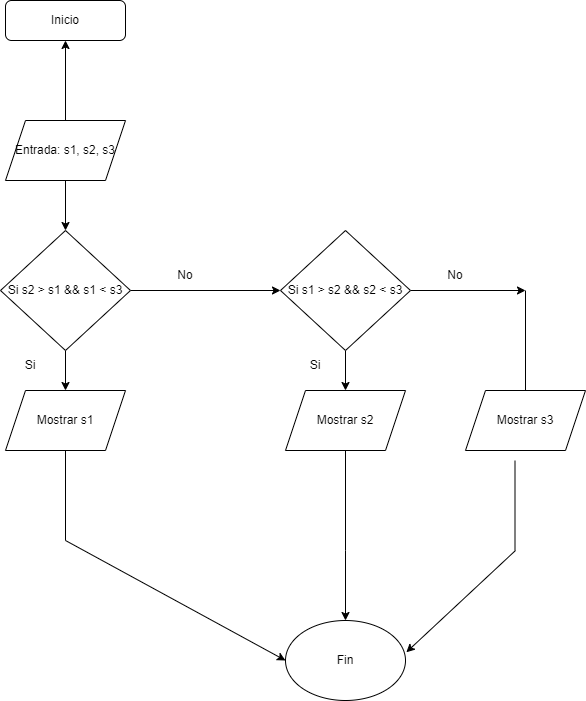 Inicio
Entrada: s1, s2, s3
Si s2 > s1 && s1 < s3
No
Si s1 > s2 && s2 < s3
No
Si
Si
Mostrar s1
Mostrar s2
Mostrar s3
Fin